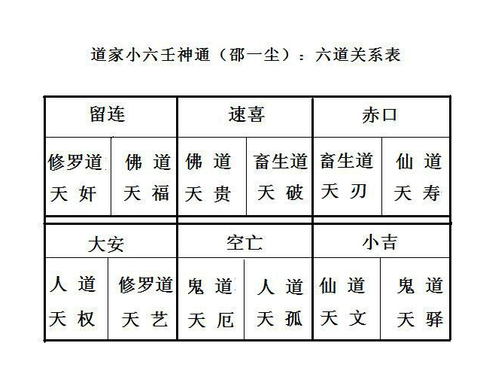 道家小六壬神通（邵一尘）：六道关系表
留连 速喜 赤口
修罗道 佛道 佛道 畜生道 畜生道 仙道
天奸 天福 天贵 天破 天刃 天寿
大安 空亡 小吉
人道 修罗道 鬼道 人道 仙道 鬼道
天权 天艺 天厄 天孤 天文 天驿